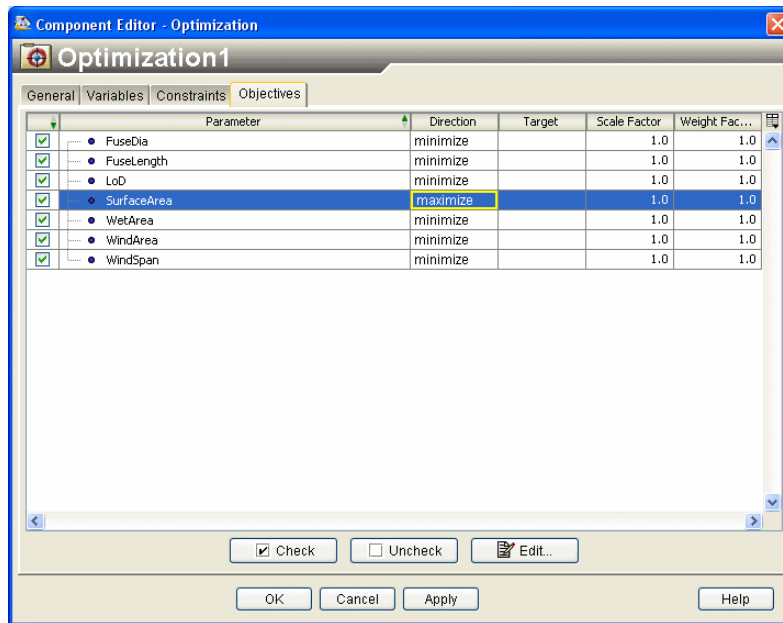 Component Editor - Optimization
Optimization1
General Variables Constraints Objectives
Parameter Direction Target Scale Factor Weight Fac...
FuseDia minimize 1.0 1.0
FuseLength minimize 1.0 1.0
LoD minimize 1.0 1.0
SurfaceArea maximize 1.0 1.0
WetArea minimize 1.0 1.0
WindArea minimize 1.0 1.0
WindSpan minimize 1.0 1.0
Check Uncheck Edit...
OK Cancel Apply Help